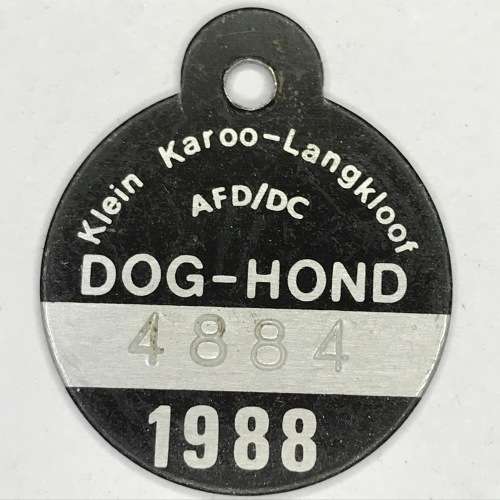 Klein Karoo-Langkloof
AFD/DC
DOG-HOND
4884
1988